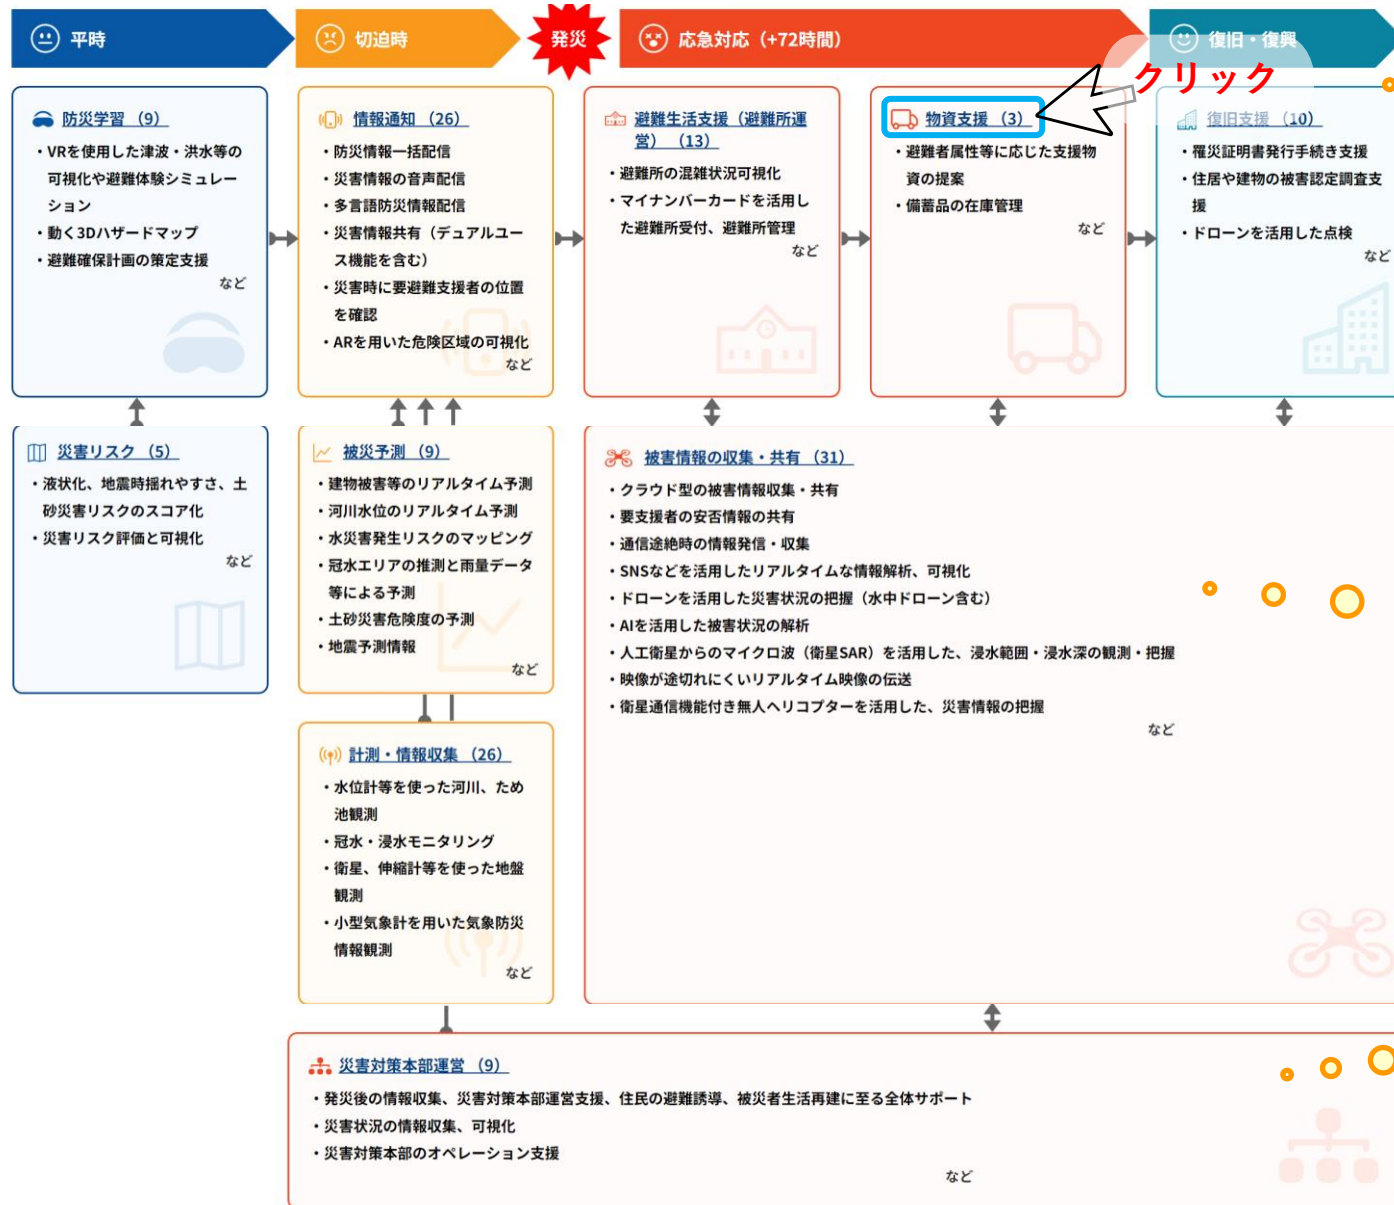 平時
切迫時
発災
応急対応（+72時間）
復旧・復興
クリック
防災学習（9）
・VRを使用した津波・洪水等の
可視化や避難体験シミュレー
ション
・動く3Dハザードマップ
・避難確保計画の策定支援
など
情報通知（26）
・防災情報一括配信
・災害情報の音声配信
・多言語防災情報配信
・災害情報共有（デュアルユー
ス機能を含む）
・災害時に要避難支援者の位置
を確認
・ARを用いた危険区域の可視化
など
避難生活支援（避難所運
営）（13）
・避難所の混雑状況可視化
・マイナンバーカードを活用し
た避難所受付、避難所管理
など
物資支援（3）
・避難者属性等に応じた支援物
資の提案
・備蓄品の在庫管理
など
復旧支援（10）
・罹災証明書発行手続き支援
・住居や建物の被害認定調査支
援
・ドローンを活用した点検
など
災害リスク（5）
・液状化、地震時揺れやすさ、土
砂災害リスクのスコア化
・災害リスク評価と可視化
など
被災予測（9）
・建物被害等のリアルタイム予測
・河川水位のリアルタイム予測
・水災害発生リスクのマッピング
・冠水エリアの推測と雨量データ
等による予測
・土砂災害危険度の予測
・地震予測情報
など
被害情報の収集・共有（31）
・クラウド型の被害情報収集・共有
・要支援者の安否情報の共有
・通信途絶時の情報発信・収集
・SNSなどを活用したリアルタイムな情報解析、可視化
・ドローンを活用した災害状況の把握（水中ドローン含む）
・AIを活用した被害状況の解析
・人工衛星からのマイクロ波（衛星SAR）を活用した、浸水範囲・浸水深の観測・把握
・映像が途切れにくいリアルタイム映像の伝送
・衛星通信機能付き無人ヘリコプターを活用した、災害情報の把握
など
計測・情報収集（26）
・水位計等を使った河川、ため
池観測
・冠水・浸水モニタリング
・衛星、伸縮計等を使った地盤
観測
・小型気象計を用いた気象防災
情報観測
など
災害対策本部運営（9）
・発災後の情報収集、災害対策本部運営支援、住民の避難誘導、被災者生活再建に至る全体サポート
・災害状況の情報収集、可視化
・災害対策本部のオペレーション支援
など